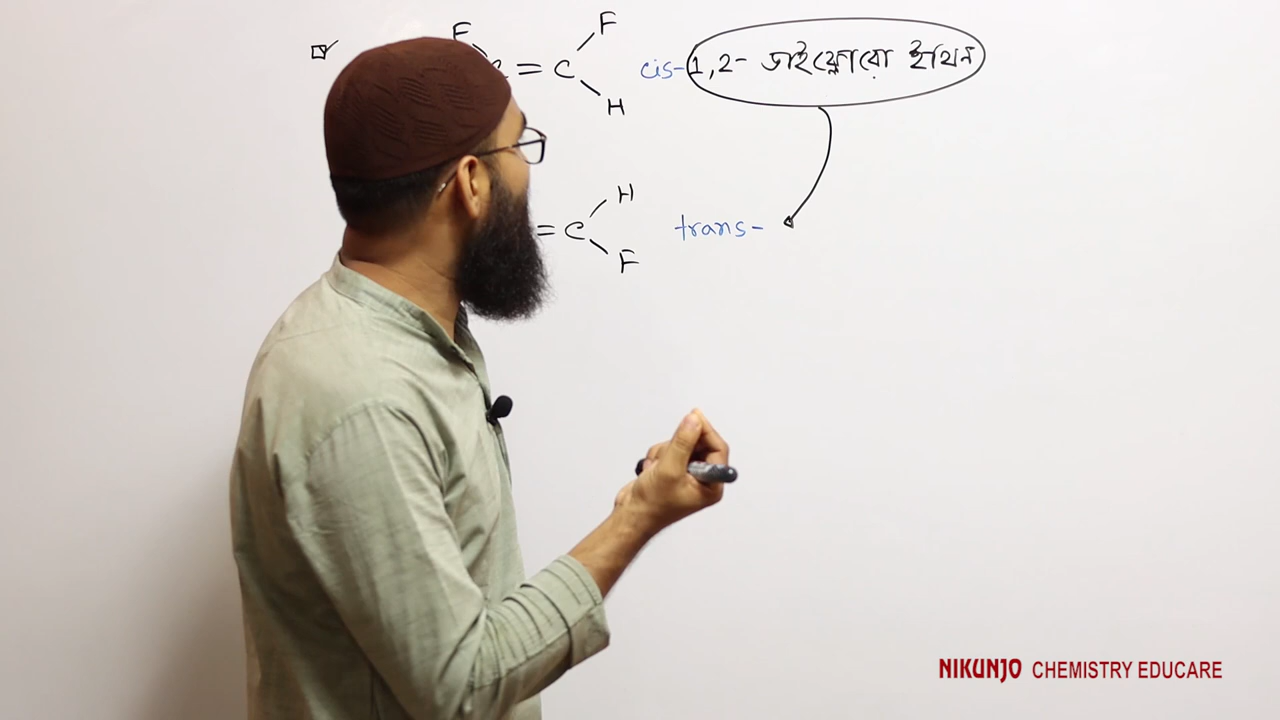 F F
C = C cis-1,2- ডাইফ্লোরো ইথিন
H
H
= C trans-
F
NIKUNJO CHEMISTRY EDUCARE